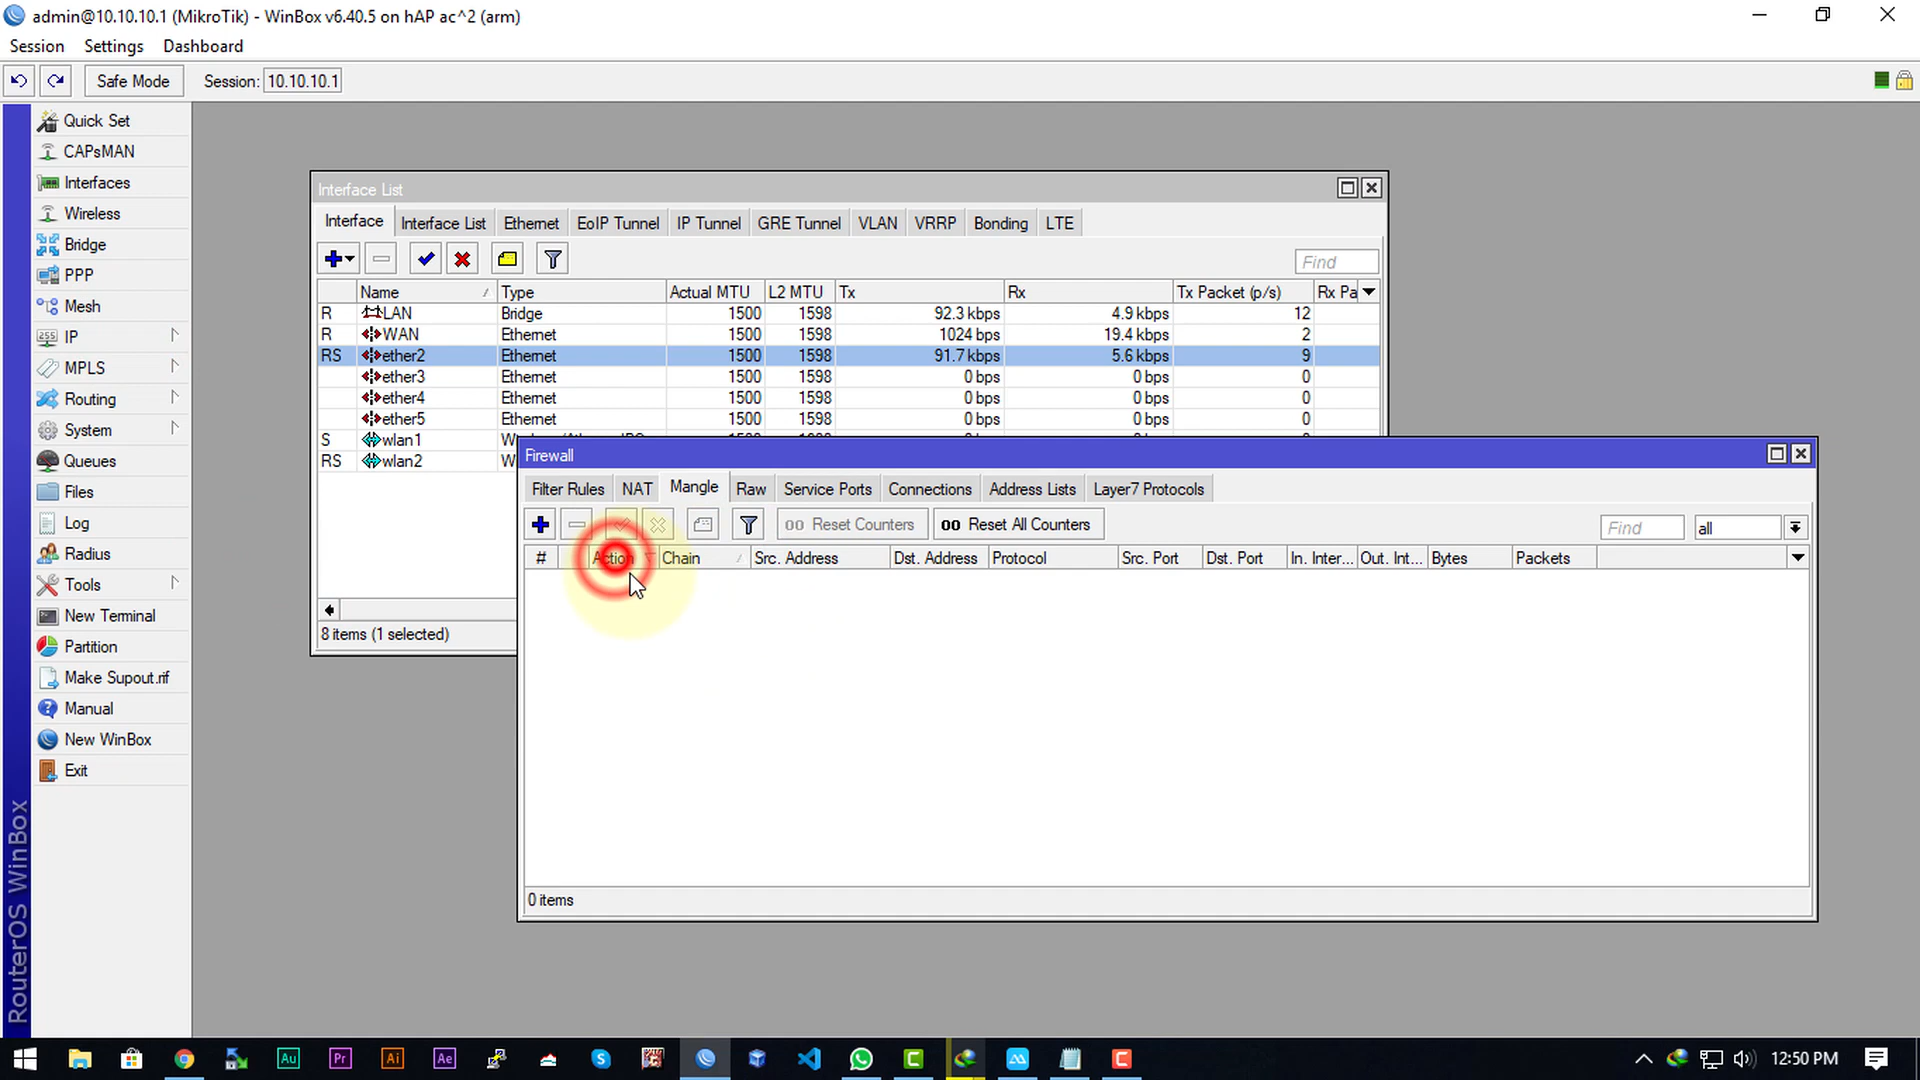 admin@10.10.10.1 (MikroTik) - WinBox v6.40.5 on hAP ac^2 (arm)
Session Settings Dashboard
Safe Mode Session: 10.10.10.1
Quick Set
CAPsMAN
Interfaces
Wireless
Bridge
PPP
Mesh
255 IP
MPLS
Routing
System
Queues
Files
Log
Radius
Tools
New Terminal
Partition
Make Supout.rif
Manual
New WinBox
Exit
RouterOS WinBox
Interface List
Interface Interface List Ethernet EoIP Tunnel IP Tunnel GRE Tunnel VLAN VRRP Bonding LTE
Find
Name Type Actual MTU L2 MTU Tx Rx Tx Packet (p/s) Rx Pa
R LAN Bridge 1500 1598 92.3 kbps 4.9 kbps 12
R WAN Ethernet 1500 1598 1024 bps 19.4 kbps 2
RS ether2 Ethernet 1500 1598 91.7 kbps 5.6 kbps 9
ether3 Ethernet 1500 1598 0 bps 0 bps 0
ether4 Ethernet 1500 1598 0 bps 0 bps 0
ether5 Ethernet 1500 1598 0 bps 0 bps 0
S wlan1
RS wlan2
8 items (1 selected)
Firewall
Filter Rules NAT Mangle Raw Service Ports Connections Address Lists Layer7 Protocols
00 Reset Counters 00 Reset All Counters Find all
# Action Chain Src. Address Dst. Address Protocol Src. Port Dst. Port In. Inter... Out. Int... Bytes Packets
0 items
Au Pr Ai Ae 12:50 PM